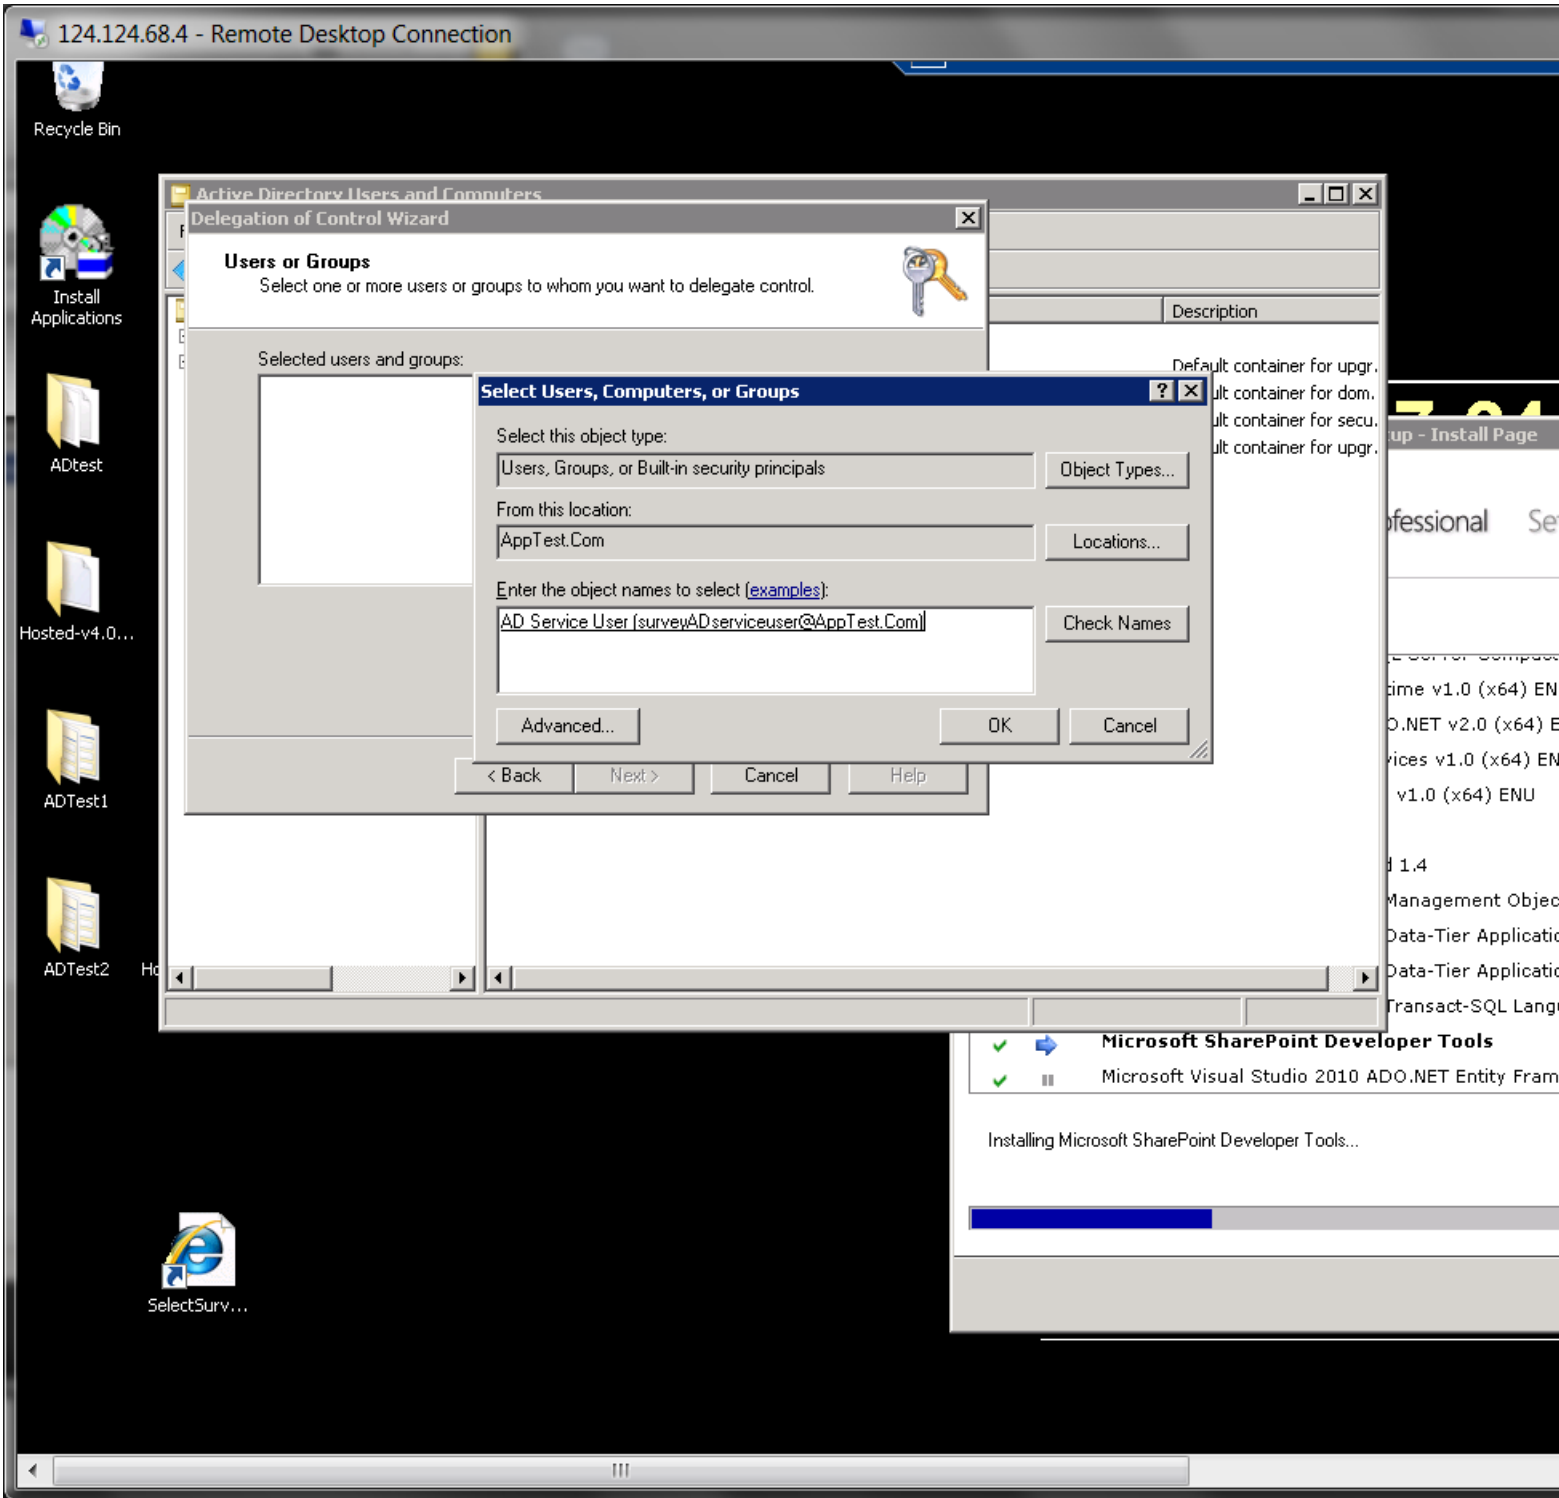 124.124.68.4 - Remote Desktop Connection
Recycle Bin
Install
Applications
ADtest
Hosted-v4.0...
ADTest1
ADTest2
SelectSurv...
Active Directory Users and Computers
Delegation of Control Wizard
Users or Groups
Select one or more users or groups to whom you want to delegate control.
Selected users and groups:
< Back
Next >
Cancel
Help
Select Users, Computers, or Groups
Select this object type:
Users, Groups, or Built-in security principals
Object Types...
From this location:
AppTest.Com
Locations...
Enter the object names to select (examples):
AD Service User (surveyADserviceuser@AppTest.Com)
Check Names
Advanced...
OK
Cancel
Description
Default container for upgr.
ult container for dom.
ult container for secu.
ult container for upgr.
up - Install Page
ofessional Se
time v1.0 (x64) EN
O.NET v2.0 (x64) E
vices v1.0 (x64) EN
v1.0 (x64) ENU
1.4
Management Objec
Data-Tier Applicatio
Data-Tier Applicatio
Transact-SQL Langu
Microsoft SharePoint Developer Tools
Microsoft Visual Studio 2010 ADO.NET Entity Fram
Installing Microsoft SharePoint Developer Tools...